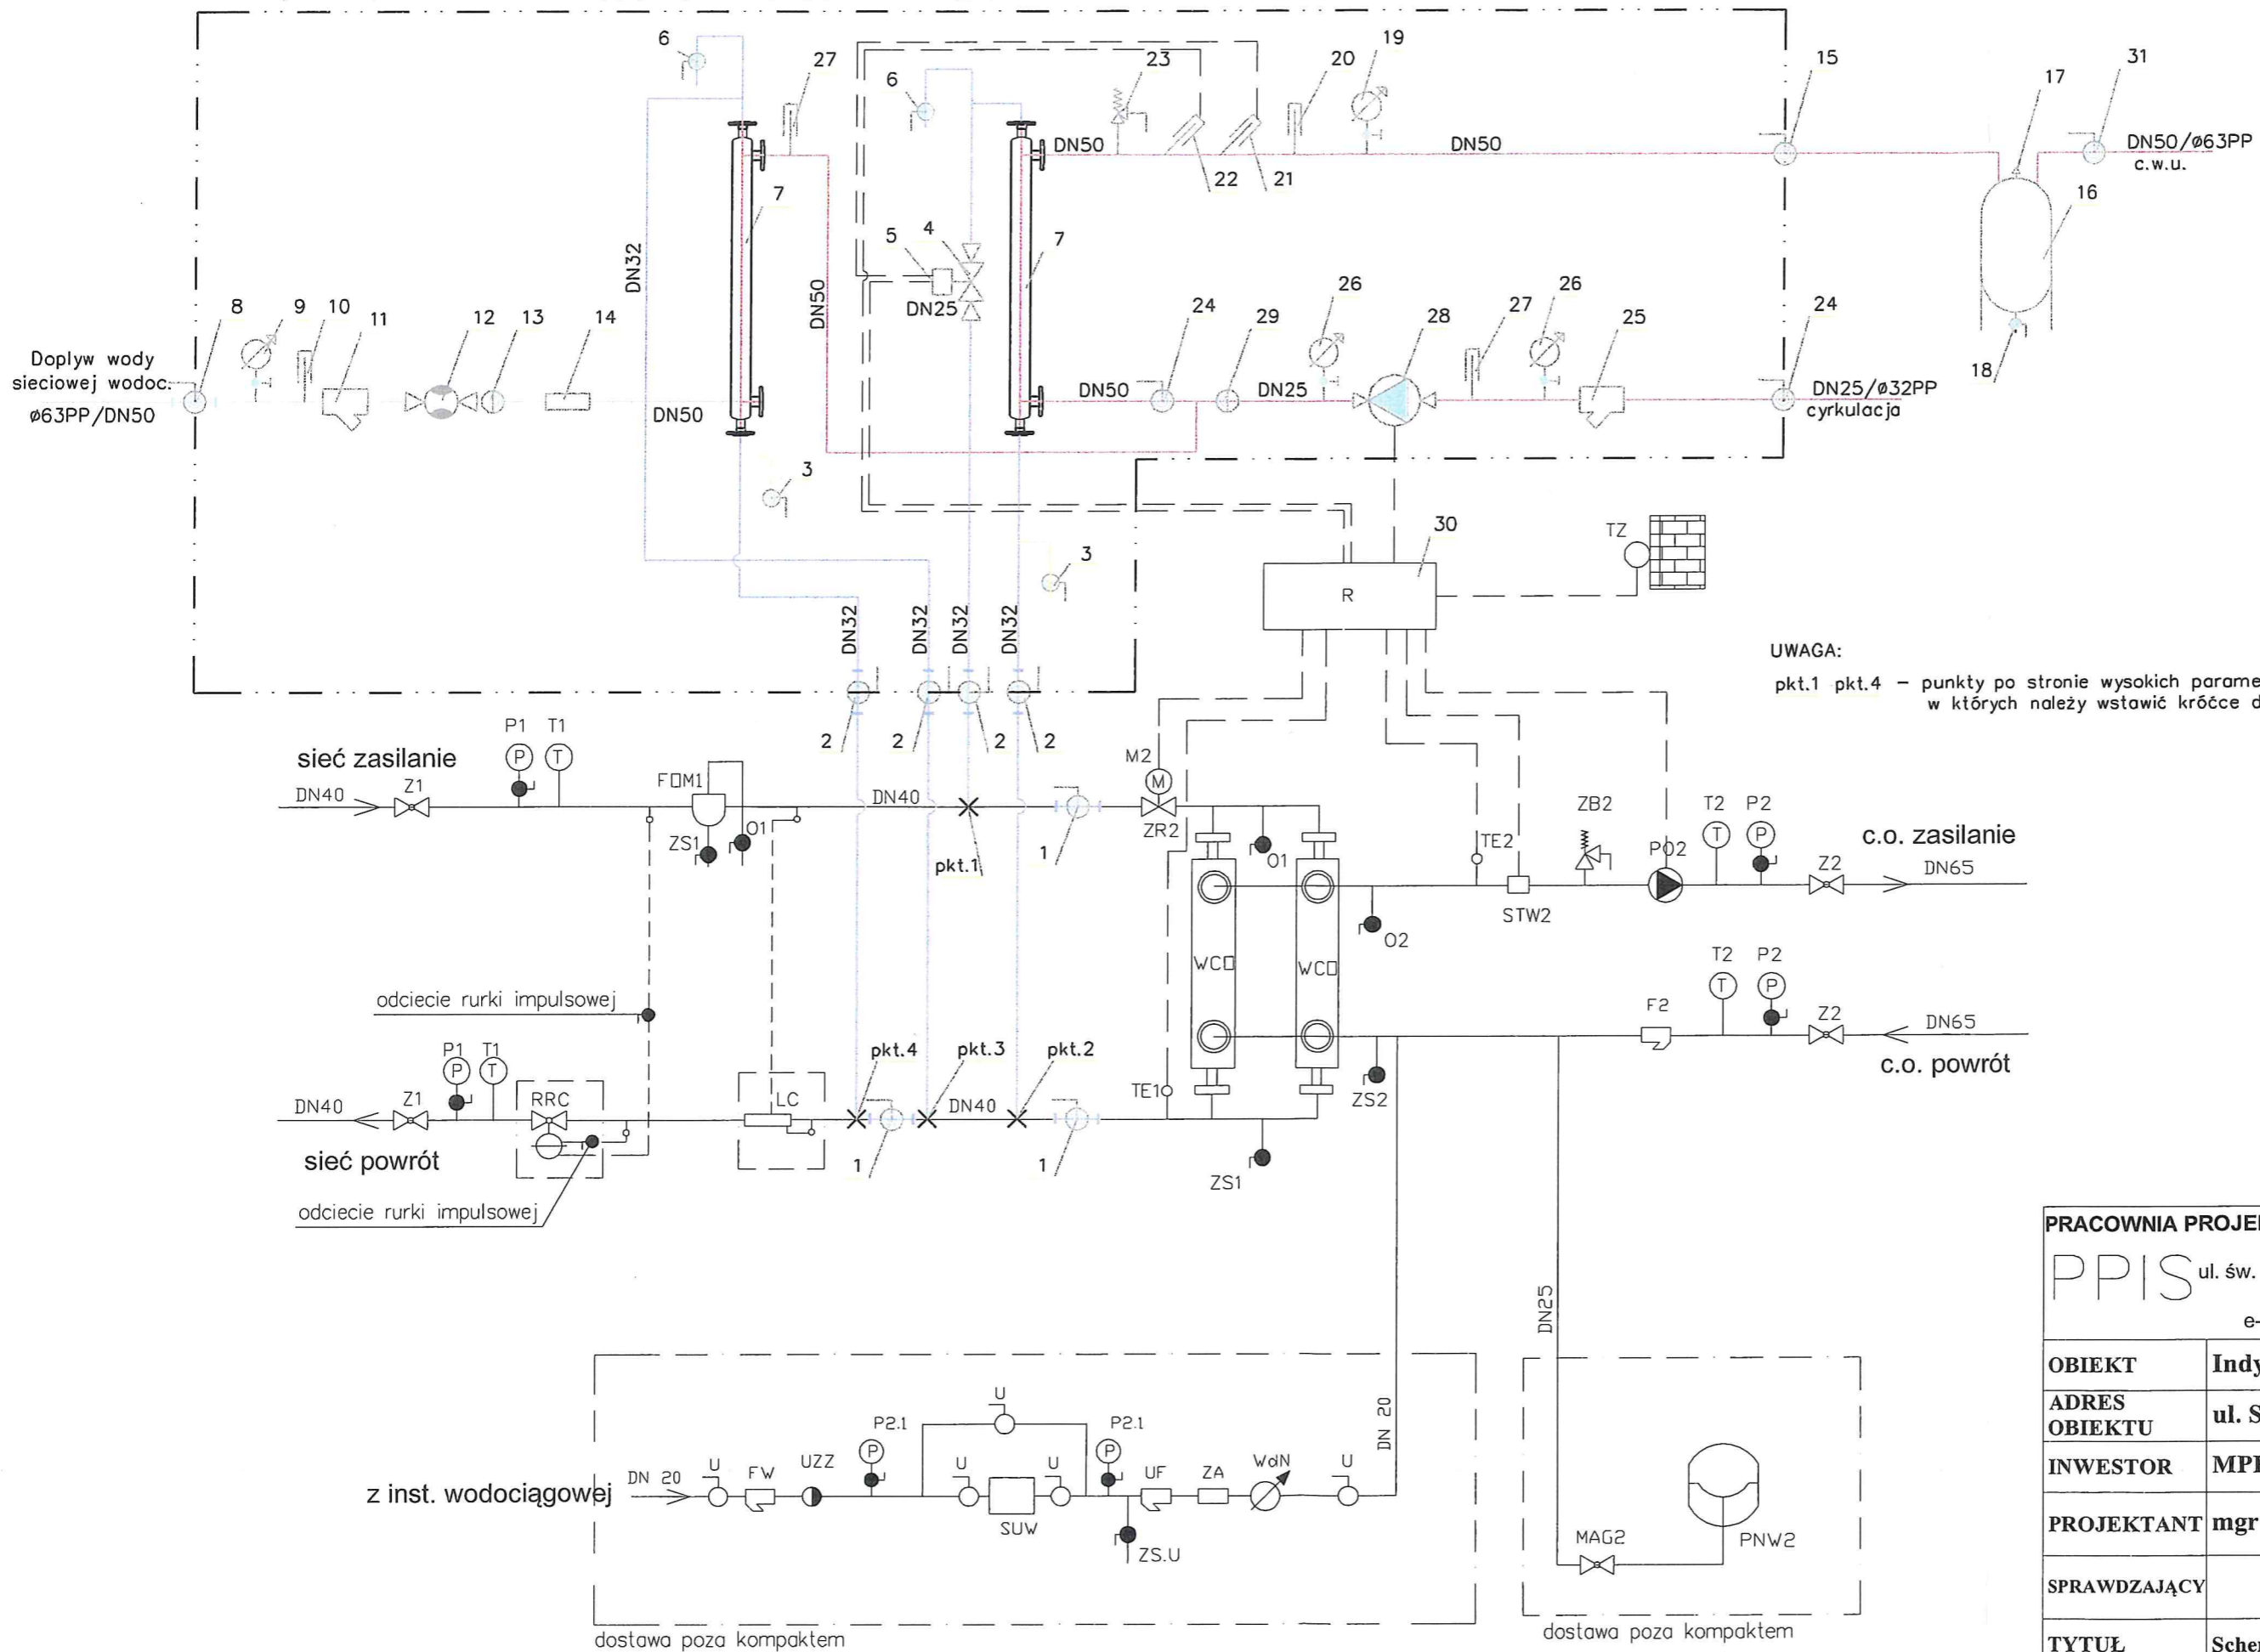 6
27
6
23
20
19
15
17
31
DN50
DN50
DN50/ø63PP
c.w.u.
22
21
16
7
5
4
7
DN32
DN50
DN25
8
9
10
11
12
13
14
24
29
26
28
27
26
25
24
18
Doplyw wody
sieciowej wodoc.
ø63PP/DN50
DN50
DN50
DN25
DN25/ø32PP
cyrkulacja
3
3
30
TZ
R
DN32
DN32
DN32
DN32
UWAGA:
pkt.1 pkt.4 – punkty po stronie wysokich
w których należy wstawić króćce
2
2
2
2
sieć zasilanie
P1
T1
P
T
FOM1
M2
M
DN40
Z1
DN40
ZR2
ZS1
O1
pkt.1
1
O1
TE2
ZB2
PO2
T2
P2
T
P
c.o. zasilanie
Z2
DN65
STW2
O2
WCO
WCO
odciecie rurki impulsowej
T2
P2
T
P
F2
Z2
DN65
c.o. powrót
P1
T1
P
T
pkt.4
pkt.3
pkt.2
DN40
Z1
RRC
LC
DN40
TE1
ZS2
sieć powrót
1
1
ZS1
odciecie rurki impulsowej
DN25
DN 20
PRACOWNIA
PPIS
ul. św.
OBIEKT
ADRES
OBIEKTU
ul. S
INWESTOR
PROJEKTANT
mgr
SPRAWDZAJĄCY
TYTUŁ
z inst. wodociągowej
DN 20
U
FW
UZZ
P2.1
P
U
U
U
SUW
P2.1
P
UF
ZA
WdN
U
ZS.U
MAG2
PNW2
dostawa poza kompaktem
dostawa poza kompaktem